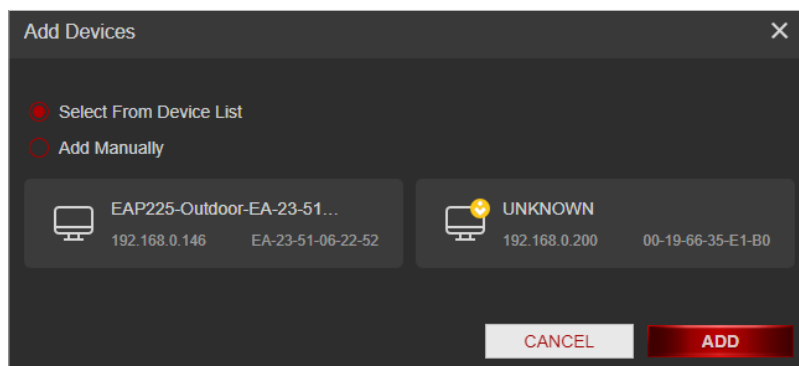 Add Devices
Select From Device List
Add Manually
EAP225-Outdoor-EA-23-51...
192.168.0.146 EA-23-51-06-22-52
UNKNOWN
192.168.0.200 00-19-66-35-E1-B0
CANCEL
ADD